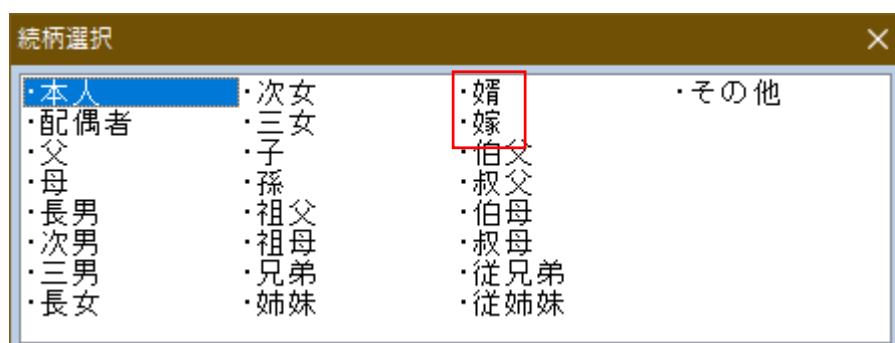 続柄選択
・本人
・配偶者
・父
・母
・長男
・次男
・三男
・長女
・次女
・三女
・子
・孫
・祖父
・祖母
・兄弟
・姉妹
・婿
・嫁
・伯父
・叔父
・伯母
・叔母
・従兄弟
・従姉妹
・その他